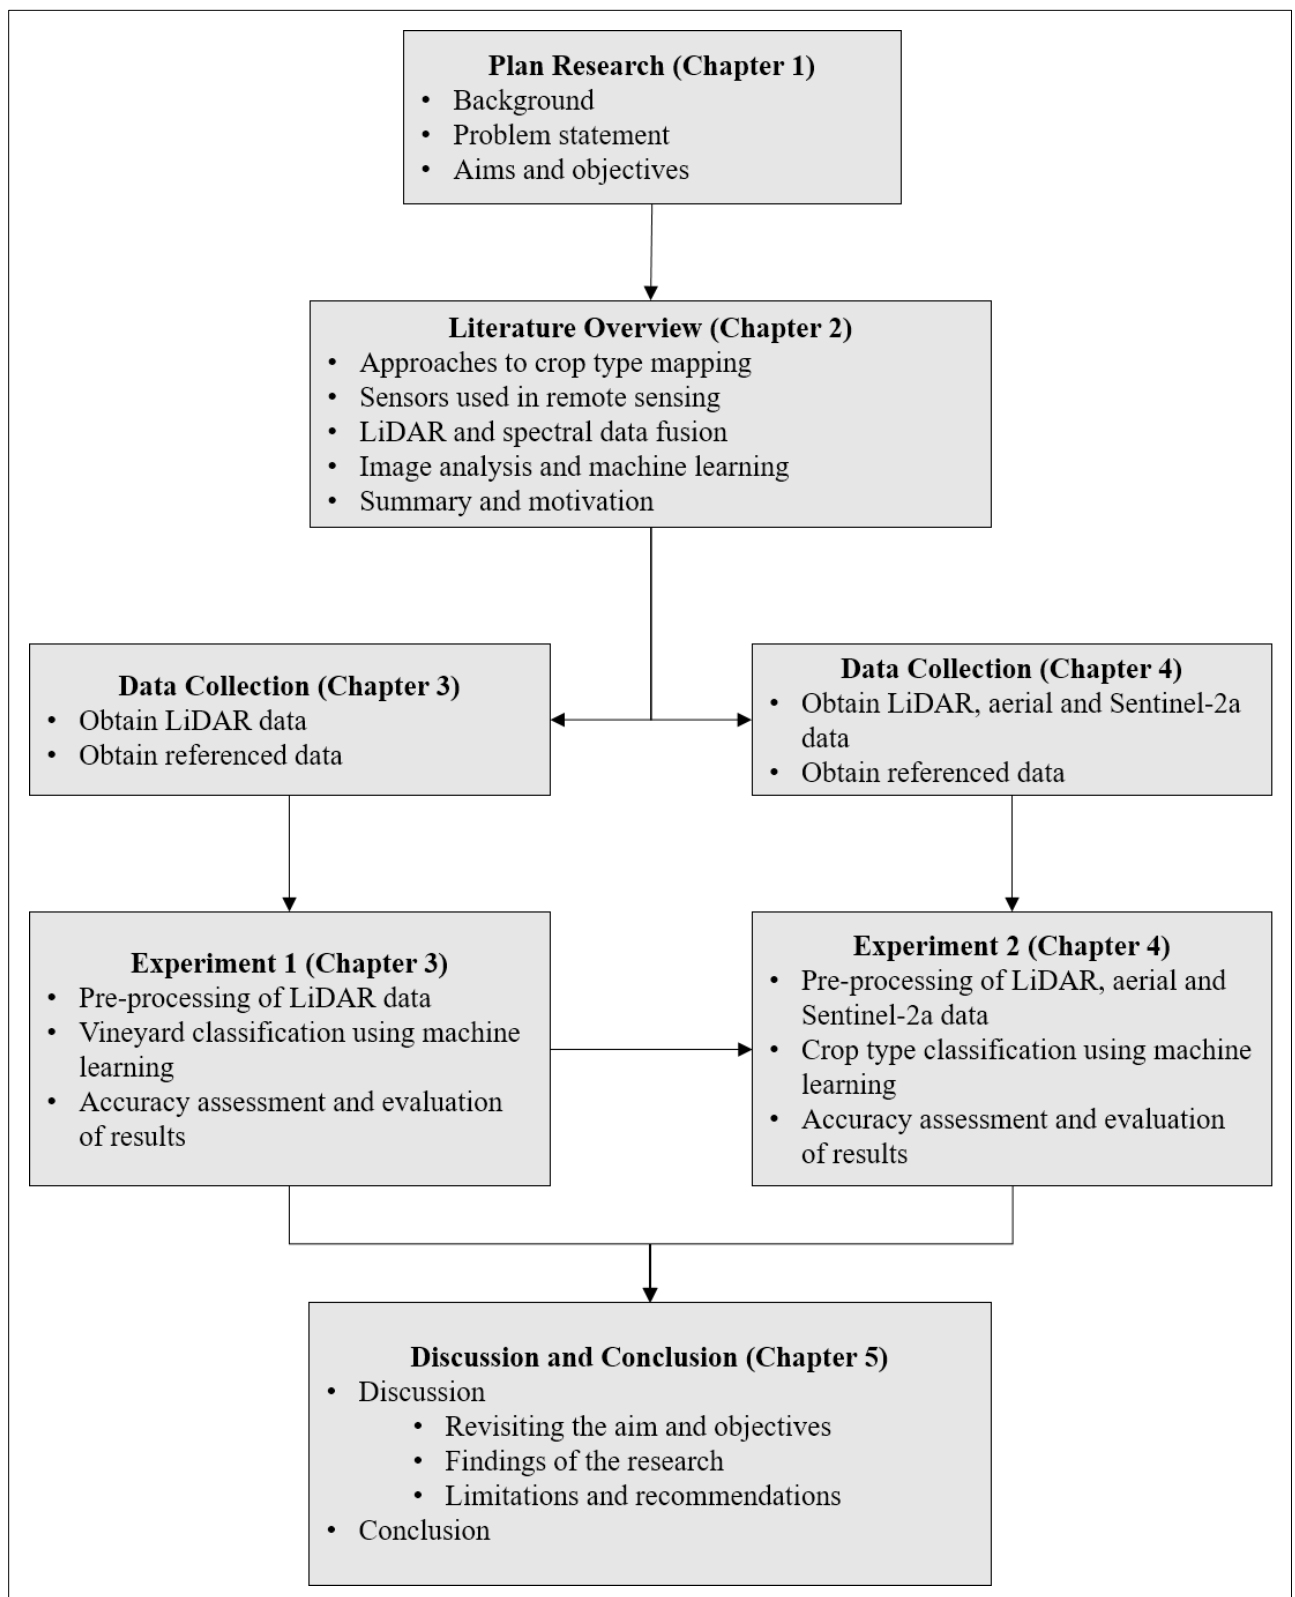 Plan Research (Chapter 1)
• Background
• Problem statement
• Aims and objectives
Literature Overview (Chapter 2)
• Approaches to crop type mapping
• Sensors used in remote sensing
• LiDAR and spectral data fusion
• Image analysis and machine learning
• Summary and motivation
Data Collection (Chapter 3)
• Obtain LiDAR data
• Obtain referenced data
Data Collection (Chapter 4)
• Obtain LiDAR, aerial and Sentinel-2a
data
• Obtain referenced data
Experiment 1 (Chapter 3)
• Pre-processing of LiDAR data
• Vineyard classification using machine
learning
• Accuracy assessment and evaluation
of results
Experiment 2 (Chapter 4)
• Pre-processing of LiDAR, aerial and
Sentinel-2a data
• Crop type classification using machine
learning
• Accuracy assessment and evaluation
of results
Discussion and Conclusion (Chapter 5)
• Discussion
• Revisiting the aim and objectives
• Findings of the research
• Limitations and recommendations
• Conclusion